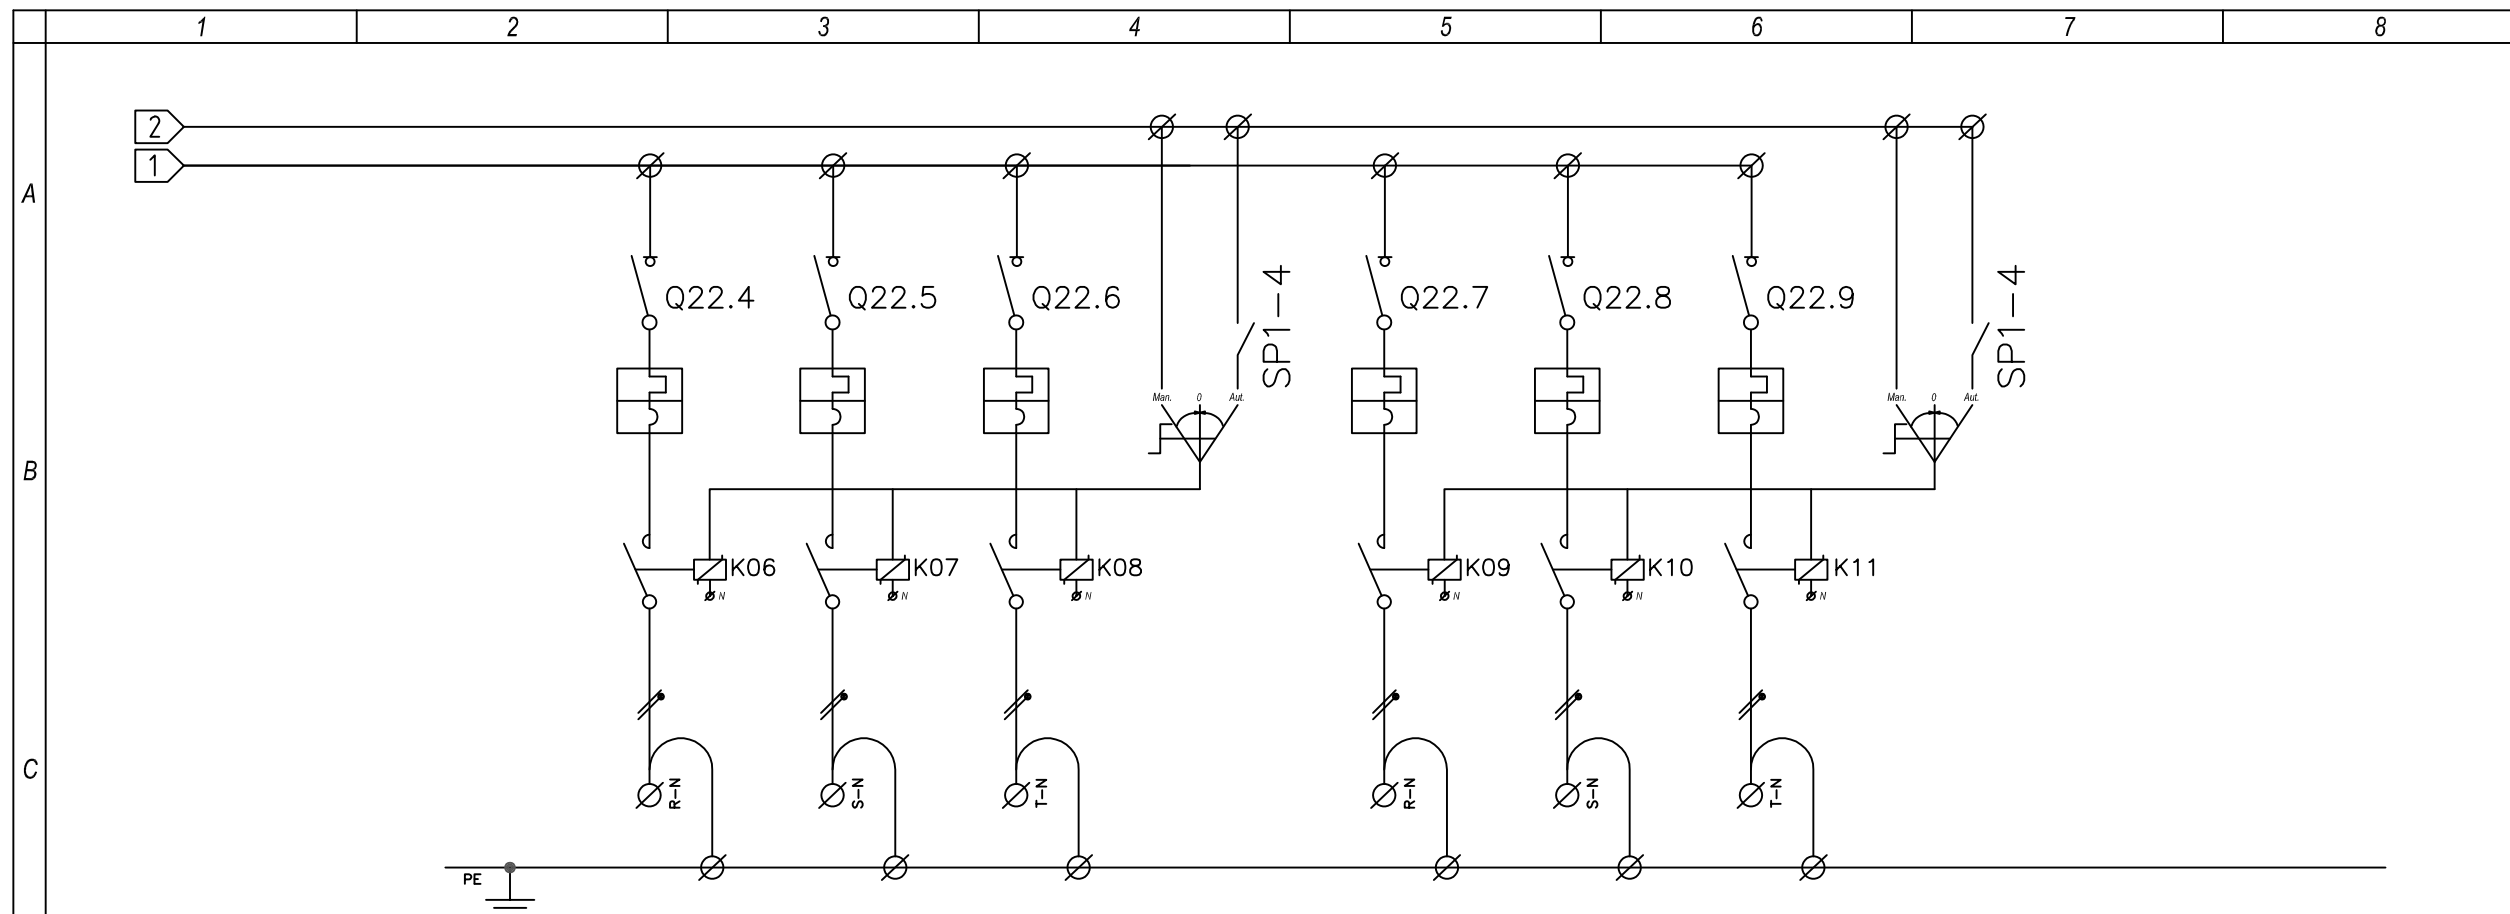 1 2 3 4 5 6 7 8
2
1
A
Q22.4 Q22.5 Q22.6 SP1-4 Q22.7 Q22.8 Q22.9 SP1-4
Man. 0 Aut. Man. 0 Aut.
B
K06 K07 K08 K09 K10 K11
N N N N N N
C
R-N S-N T-N R-N S-N T-N
PE